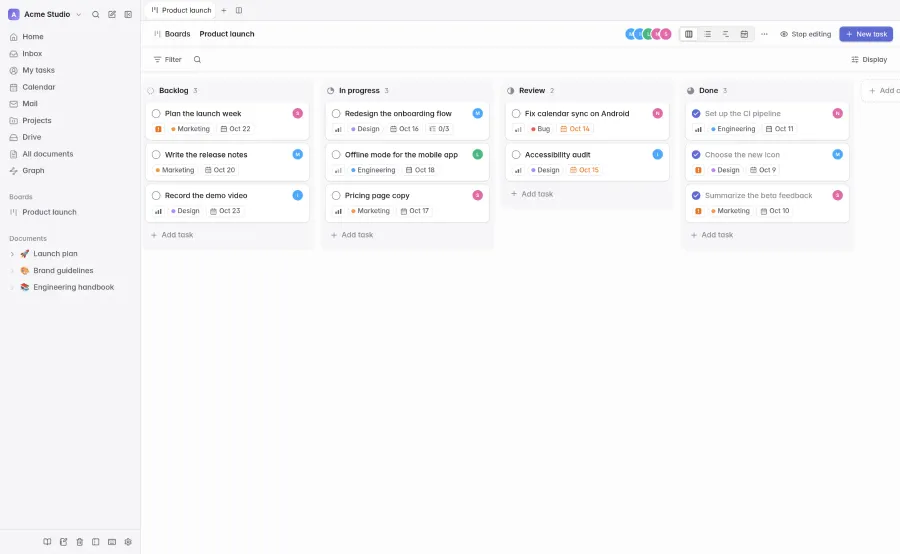 A Acme Studio
Home
Inbox
My tasks
Calendar
Mail
Projects
Drive
All documents
Graph
Boards
Product launch
Documents
Launch plan
Brand guidelines
Engineering handbook
Product launch
Boards Product launch
Stop editing
New task
Filter
Display
Backlog 3
Plan the launch week S
Marketing Oct 22
Write the release notes M
Marketing Oct 20
Record the demo video
Design Oct 23
Add task
In progress 3
Redesign the onboarding flow M
Design Oct 16 0/3
Offline mode for the mobile app L
Engineering Oct 18
Pricing page copy S
Marketing Oct 17
Add task
Review 2
Fix calendar sync on Android N
Bug Oct 14
Accessibility audit
Design Oct 15
Add task
Done 3
Set up the CI pipeline N
Engineering Oct 11
Choose the new icon M
Design Oct 9
Summarize the beta feedback S
Marketing Oct 10
Add task
Add